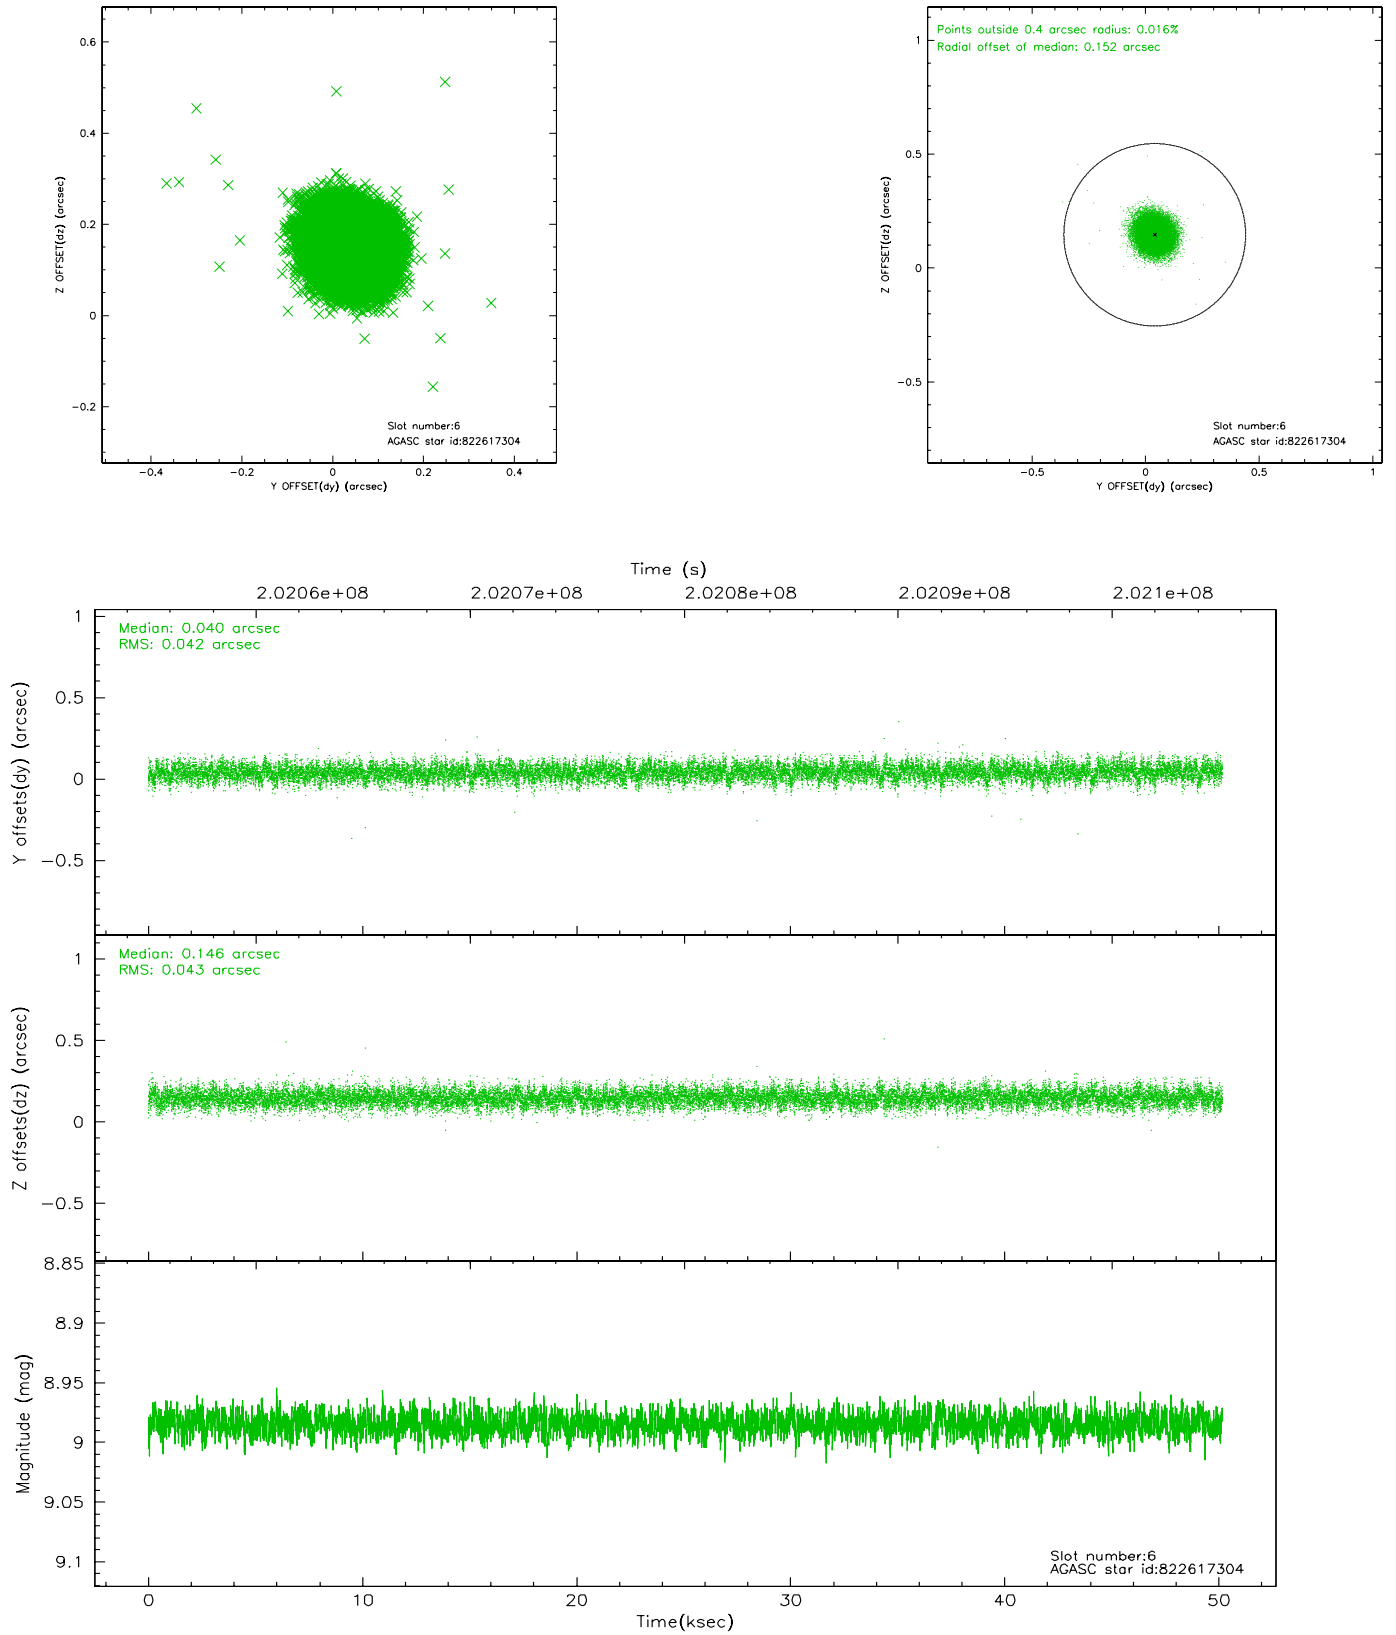 0.6
0.4
0.2
0
−0.2
−0.4
−0.2
0
0.2
0.4
Z OFFSET(dz) (arcsec)
Y OFFSET(dy) (arcsec)
Slot number:6
AGASC star id:822617304
Points outside 0.4 arcsec radius: 0.016%
Radial offset of median: 0.152 arcsec
1
0.5
0
−0.5
−0.5
0
0.5
1
Z OFFSET(dz) (arcsec)
Y OFFSET(dy) (arcsec)
Slot number:6
AGASC star id:822617304
Time (s)
2.0206e+08
2.0207e+08
2.0208e+08
2.0209e+08
2.021e+08
Median: 0.040 arcsec
RMS: 0.042 arcsec
1
0.5
0
−0.5
Y offsets(dy) (arcsec)
Median: 0.146 arcsec
RMS: 0.043 arcsec
1
0.5
0
−0.5
Z offsets(dz) (arcsec)
8.85
8.9
8.95
9
9.05
9.1
Magnitude (mag)
Slot number:6
AGASC star id:822617304
0
10
20
30
40
50
Time(ksec)